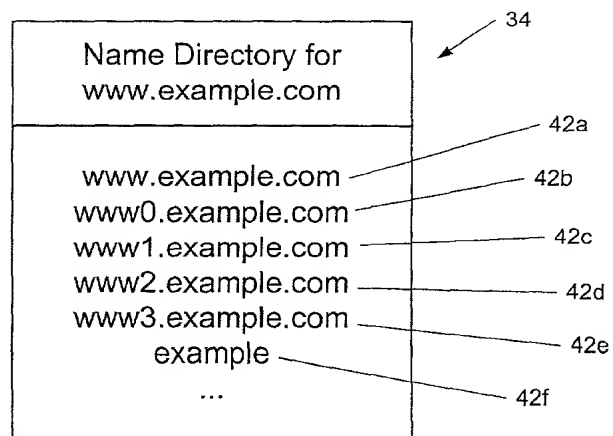 34
Name Directory for
www.example.com
42a
www.example.com
42b
www0.example.com
42c
www1.example.com
www2.example.com
42d
www3.example.com
42e
example
42f
...